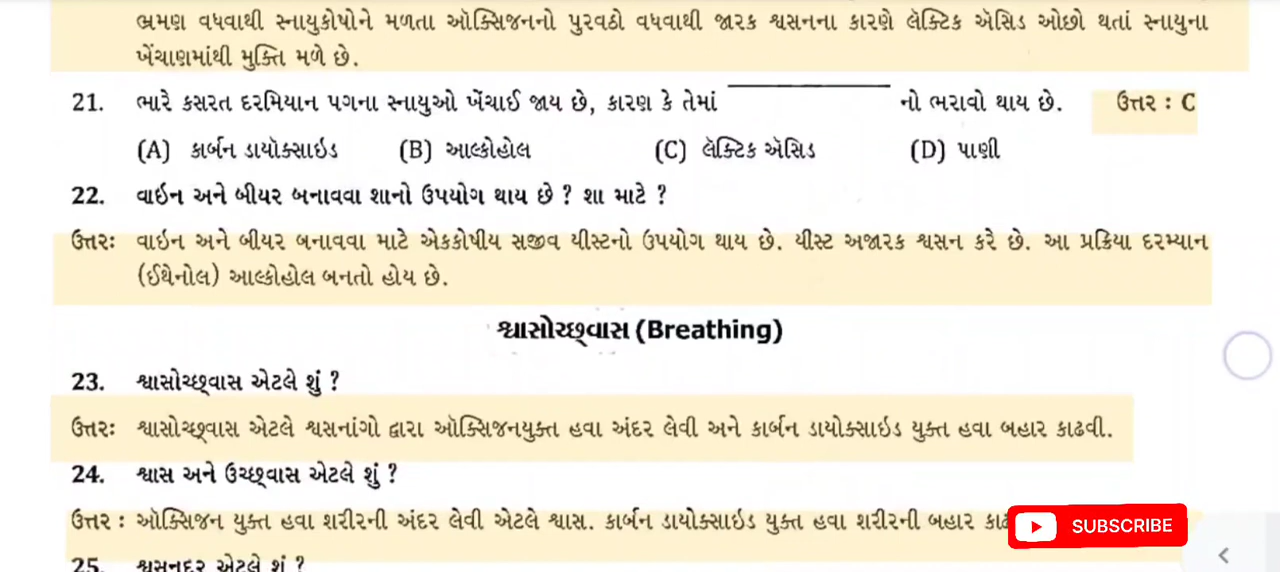 ભ્રમણ વધવાથી સ્નાયુકોષોને મળતા ઑક્સિજનનો પુરવઠો વધવાથી જારક શ્વસનના કારણે લૅક્ટિક ઍસિડ ઓછો થતાં સ્નાયુના
ખેંચાણમાંથી મુક્તિ મળે છે.
21. ભારે કસરત દરમિયાન પગના સ્નાયુઓ ખેંચાઈ જાય છે, કારણ કે તેમાં ____________ નો ભરાવો થાય છે. ઉત્તર : C
(A) કાર્બન ડાયૉક્સાઇડ (B) આલ્કોહોલ (C) લૅક્ટિક ઍસિડ (D) પાણી
22. વાઇન અને બીયર બનાવવા શાનો ઉપયોગ થાય છે ? શા માટે ?
ઉત્તરઃ વાઇન અને બીયર બનાવવા માટે એકકોષીય સજીવ યીસ્ટનો ઉપયોગ થાય છે. યીસ્ટ અજારક શ્વસન કરે છે. આ પ્રક્રિયા દરમ્યાન
(ઈથેનોલ) આલ્કોહોલ બનતો હોય છે.
શ્વાસોચ્છ્વાસ (Breathing)
23. શ્વાસોચ્છ્વાસ એટલે શું ?
ઉત્તરઃ શ્વાસોચ્છ્વાસ એટલે શ્વસનાંગો દ્વારા ઑક્સિજનયુક્ત હવા અંદર લેવી અને કાર્બન ડાયોક્સાઇડ યુક્ત હવા બહાર કાઢવી.
24. શ્વાસ અને ઉચ્છ્વાસ એટલે શું ?
ઉત્તર : ઑક્સિજન યુક્ત હવા શરીરની અંદર લેવી એટલે શ્વાસ. કાર્બન ડાયોક્સાઇડ યુક્ત હવા શરીરની બહાર
SUBSCRIBE
25. શ્વસનદર એટલે શું ?